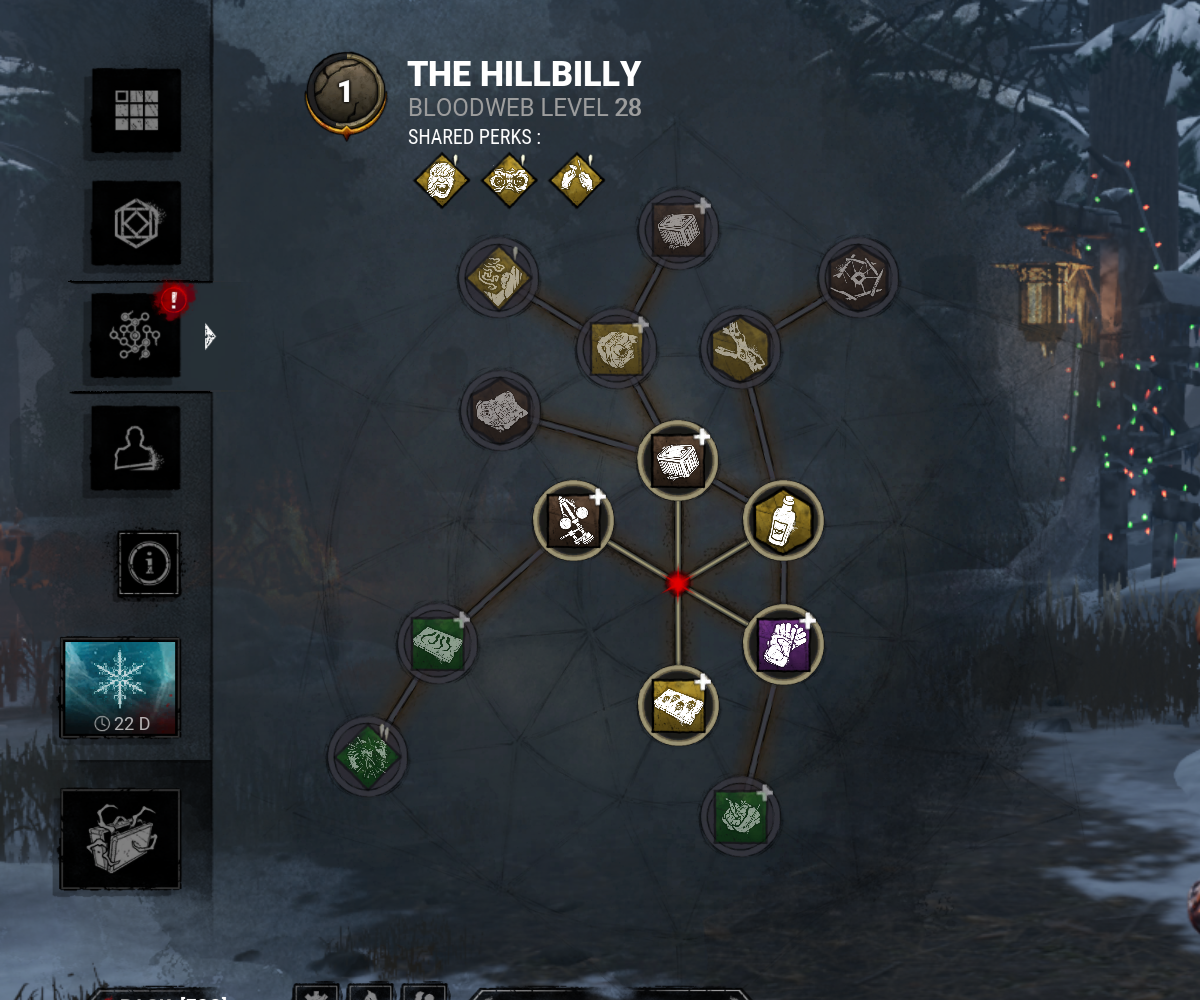 1
THE HILLBILLY
BLOODWEB LEVEL 28
SHARED PERKS :
!
22 D